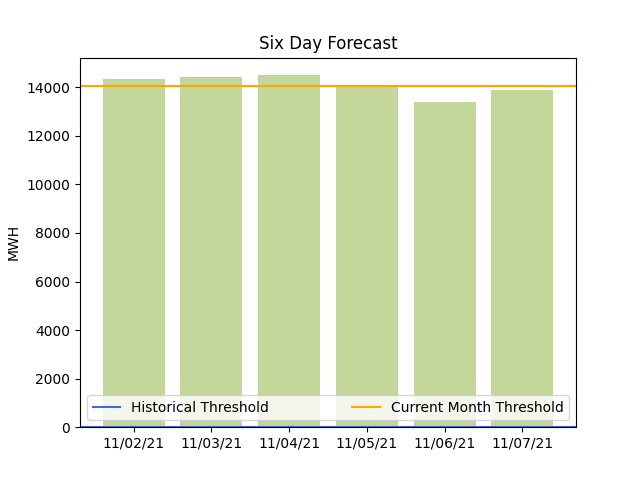 Six Day Forecast
MWH
14000
12000
10000
8000
6000
4000
2000
0
Historical Threshold
Current Month Threshold
11/02/21 11/03/21 11/04/21 11/05/21 11/06/21 11/07/21